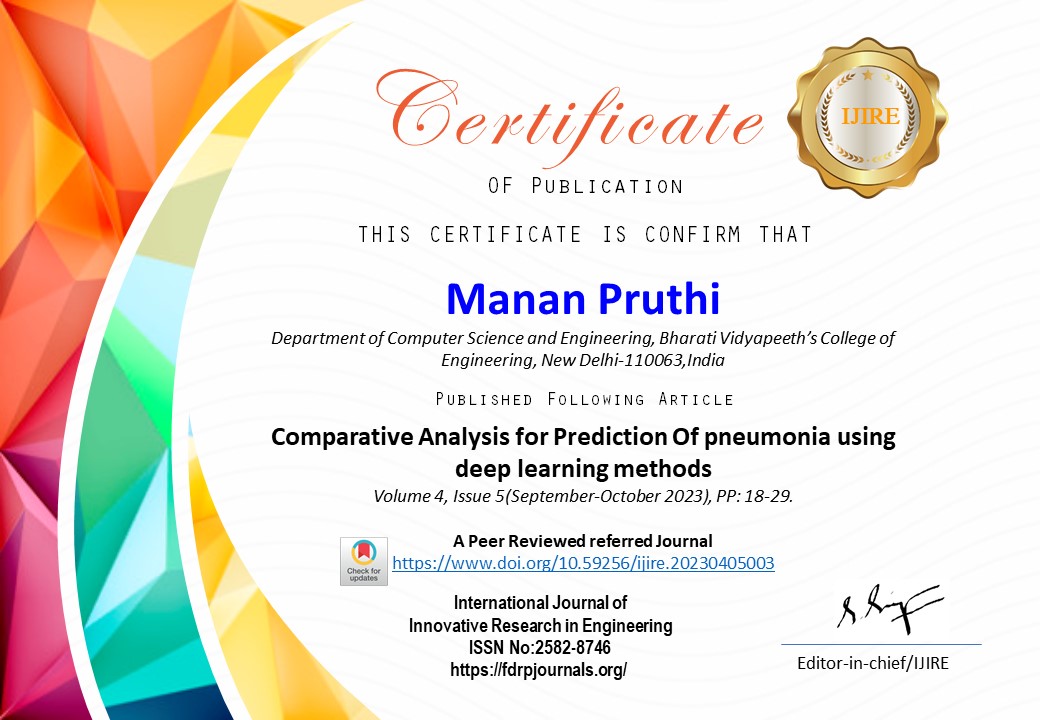 Certificate
IJIRE
OF PUBLICATION
THIS CERTIFICATE IS CONFIRM THAT
Manan Pruthi
Department of Computer Science and Engineering, Bharati Vidyapeeth’s College of
Engineering, New Delhi-110063,India
PUBLISHED FOLLOWING ARTICLE
Comparative Analysis for Prediction Of pneumonia using
deep learning methods
Volume 4, Issue 5(September-October 2023), PP: 18-29.
A Peer Reviewed referred Journal
Check for
updates
https://www.doi.org/10.59256/ijire.20230405003
International Journal of
Innovative Research in Engineering
ISSN No:2582-8746
https://fdrpjournals.org/
Editor-in-chief/IJIRE